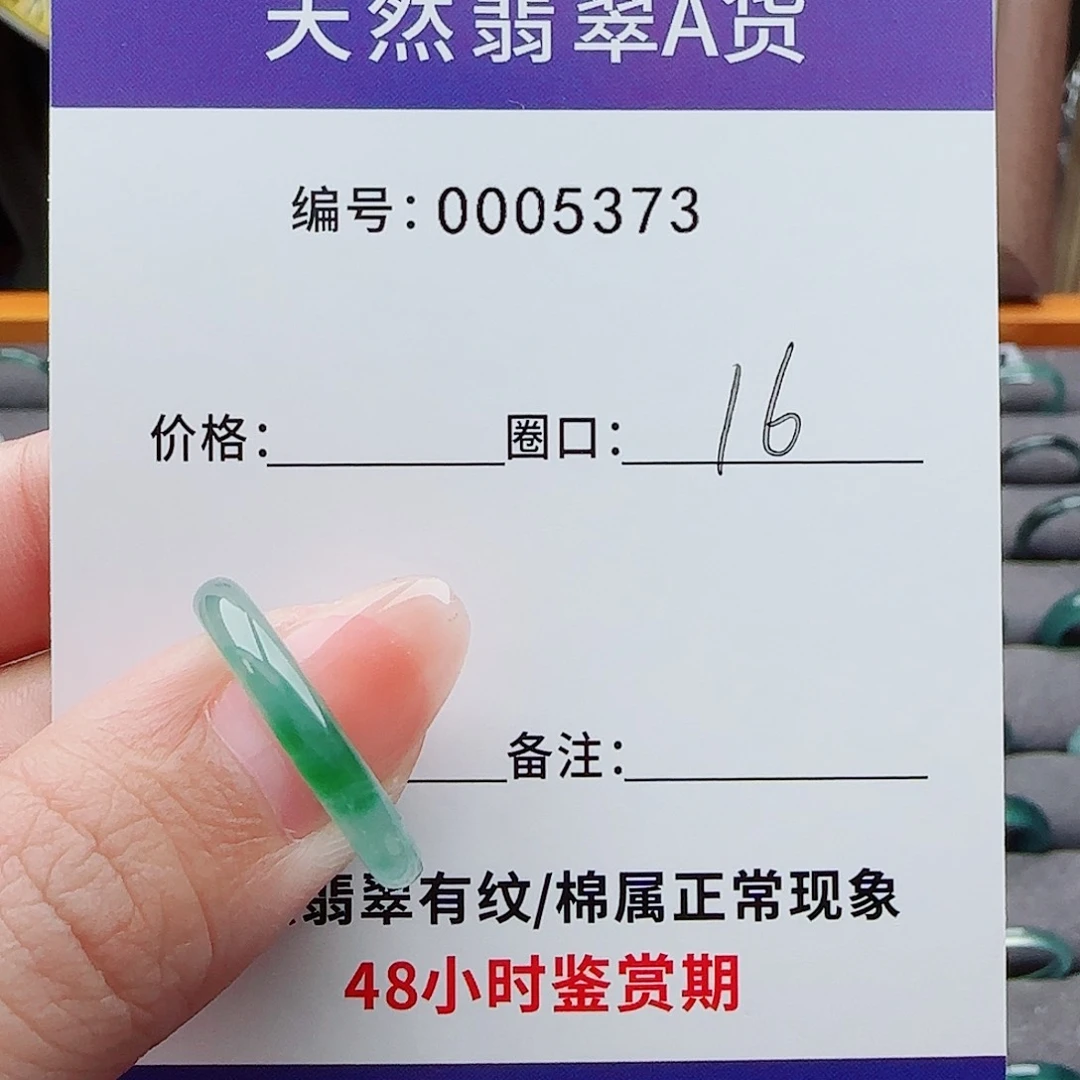 天然翡翠A货
编号：0005373
价格： 圈口：16
备注：
翡翠有纹/棉属正常现象
48小时鉴赏期